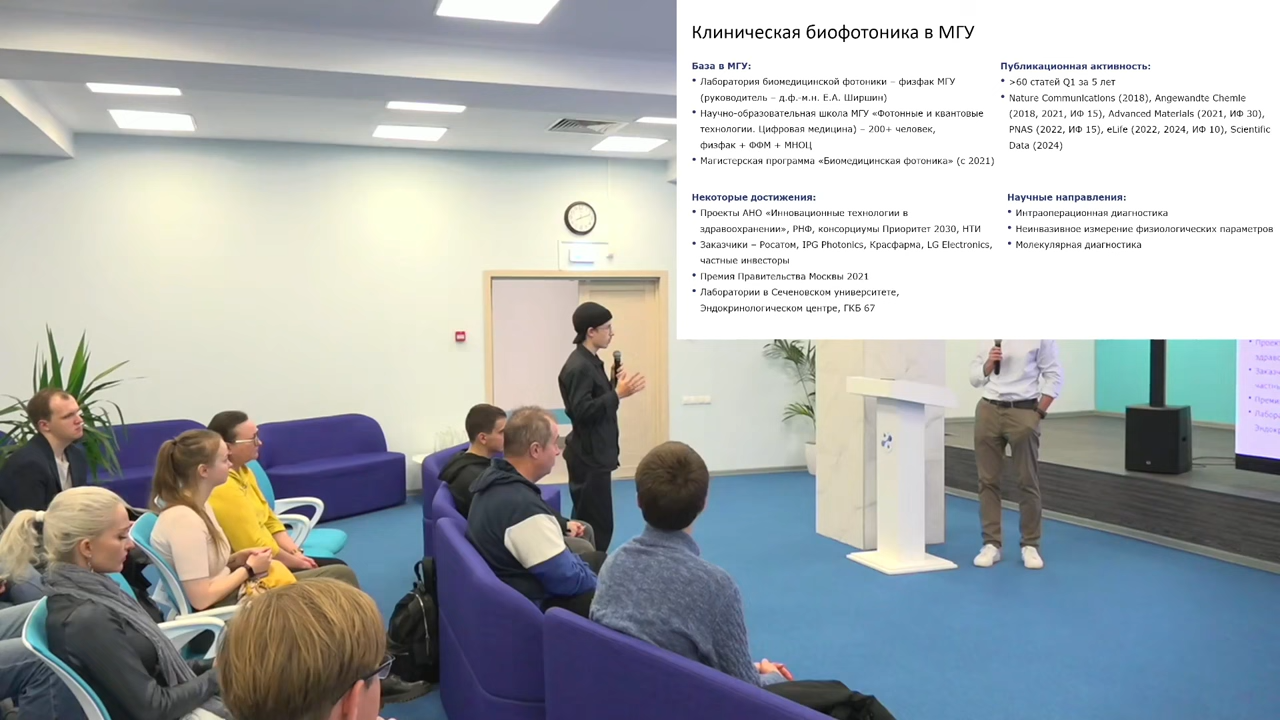 Клиническая биофотоника в МГУ
База в МГУ:
• Лаборатория биомедицинской фотоники – физфак МГУ
(руководитель – д.ф.-м.н. Е.А. Ширшин)
• Научно-образовательная школа МГУ «Фотонные и квантовые
технологии. Цифровая медицина) – 200+ человек,
физфак + ФФМ + МНОЦ
• Магистерская программа «Биомедицинская фотоника» (с 2021)
Публикационная активность:
• >60 статей Q1 за 5 лет
• Nature Communications (2018), Angewandte Chemie
(2018, 2021, ИФ 15), Advanced Materials (2021, ИФ 30),
PNAS (2022, ИФ 15), eLife (2022, 2024, ИФ 10), Scientific
Data (2024)
Некоторые достижения:
• Проекты АНО «Инновационные технологии в
здравоохранении», РНФ, консорциумы Приоритет 2030, НТИ
• Заказчики – Росатом, IPG Photonics, Красфарма, LG Electronics,
частные инвесторы
• Премия Правительства Москвы 2021
• Лаборатории в Сеченовском университете,
Эндокринологическом центре, ГКБ 67
Научные направления:
• Интраоперационная диагностика
• Неинвазивное измерение физиологических параметров
• Молекулярная диагностика